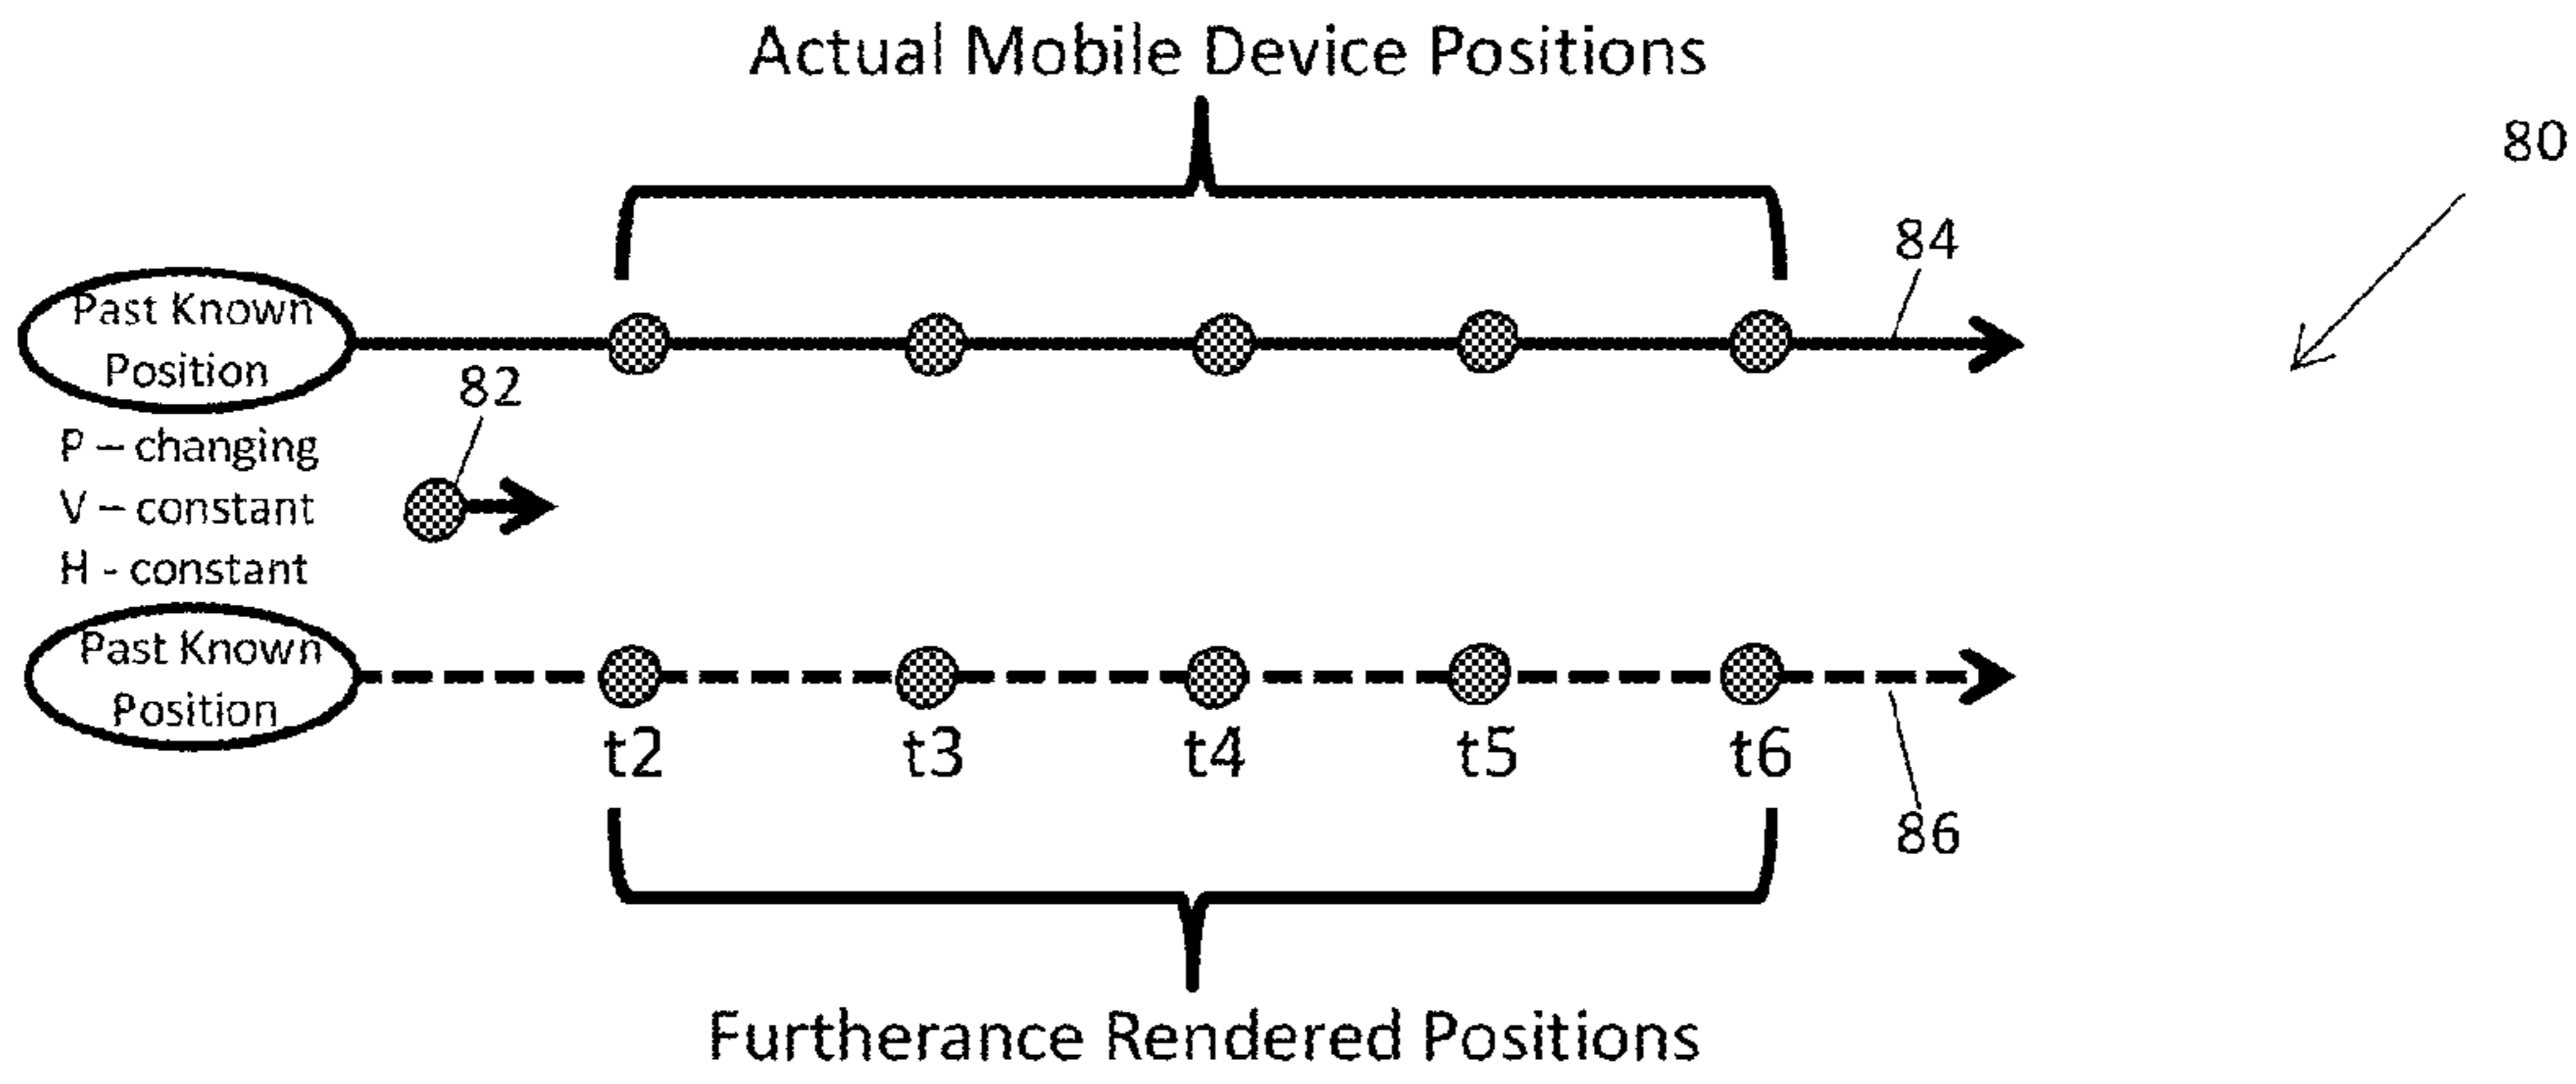 Actual Mobile Device Positions
80
84
Past Known
Position
82
P – changing
V – constant
H - constant
Past Known
Position
t2 t3 t4 t5 t6
86
Furtherance Rendered Positions